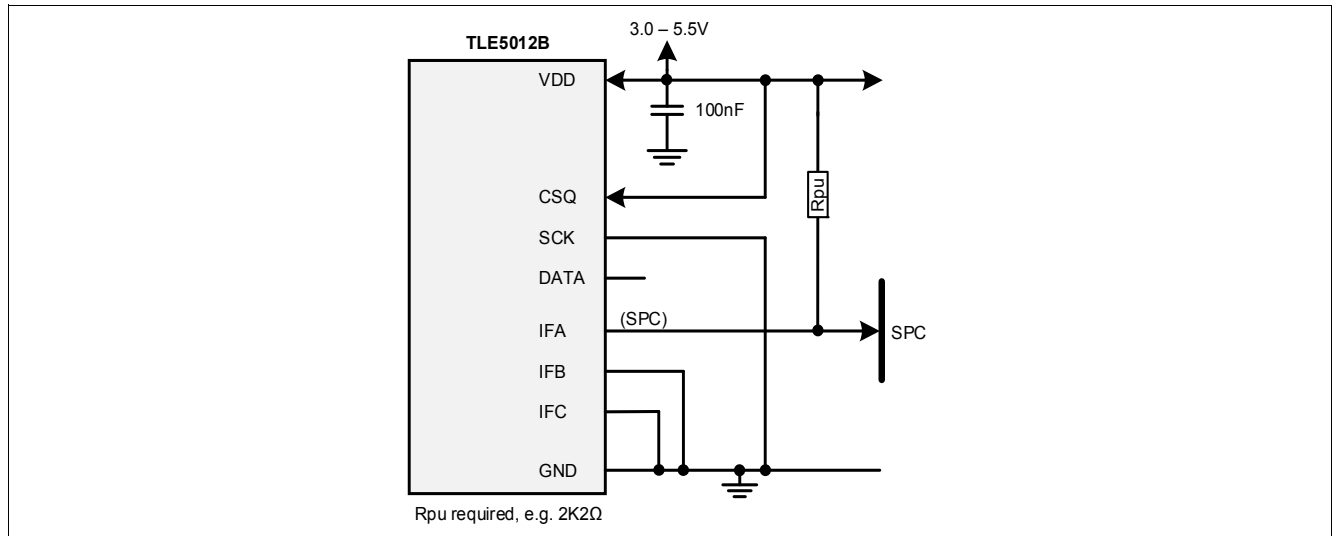 3.0 – 5.5V
TLE5012B
VDD
100nF
CSQ
Rpu
SCK
DATA
IFA
(SPC)
SPC
IFB
IFC
GND
Rpu required, e.g. 2K2Ω